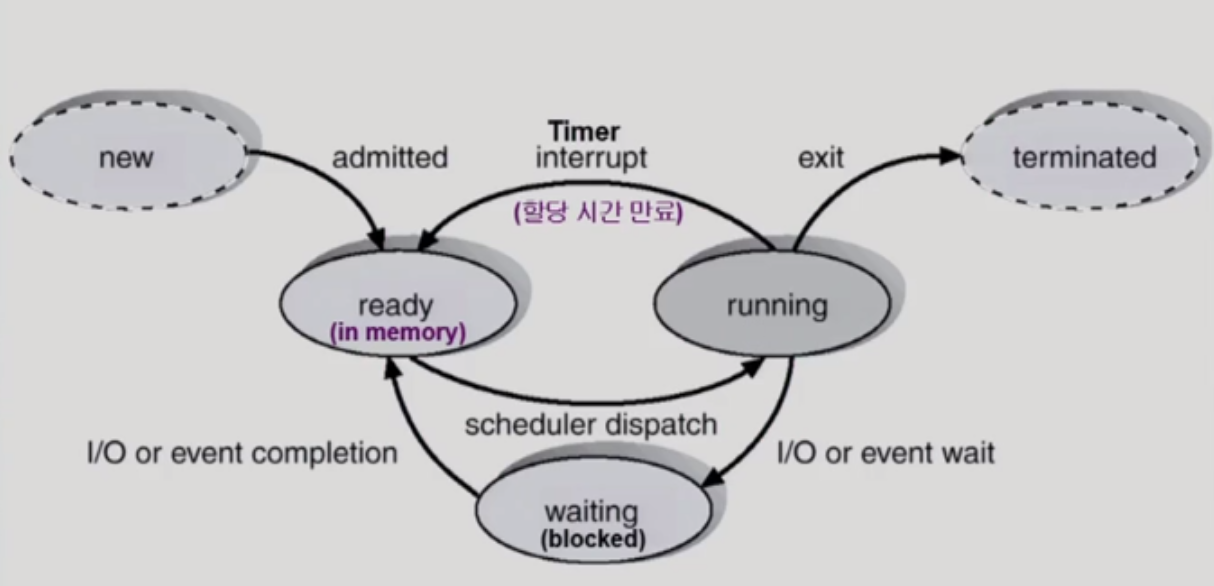 new
admitted
Timer
interrupt
(할당 시간 만료)
exit
terminated
ready
(in memory)
running
scheduler dispatch
I/O or event completion
I/O or event wait
waiting
(blocked)